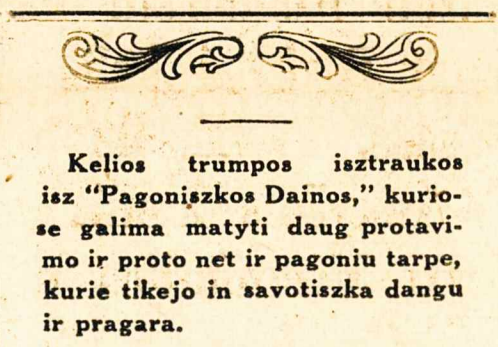 Kelios trumpos isztraukos
isz "Pagoniszkos Dainos," kurio-
se galima matyti daug protavi-
mo ir proto net ir pagoniu tarpe,
kurie tikejo in savotiszka dangu
ir pragara.